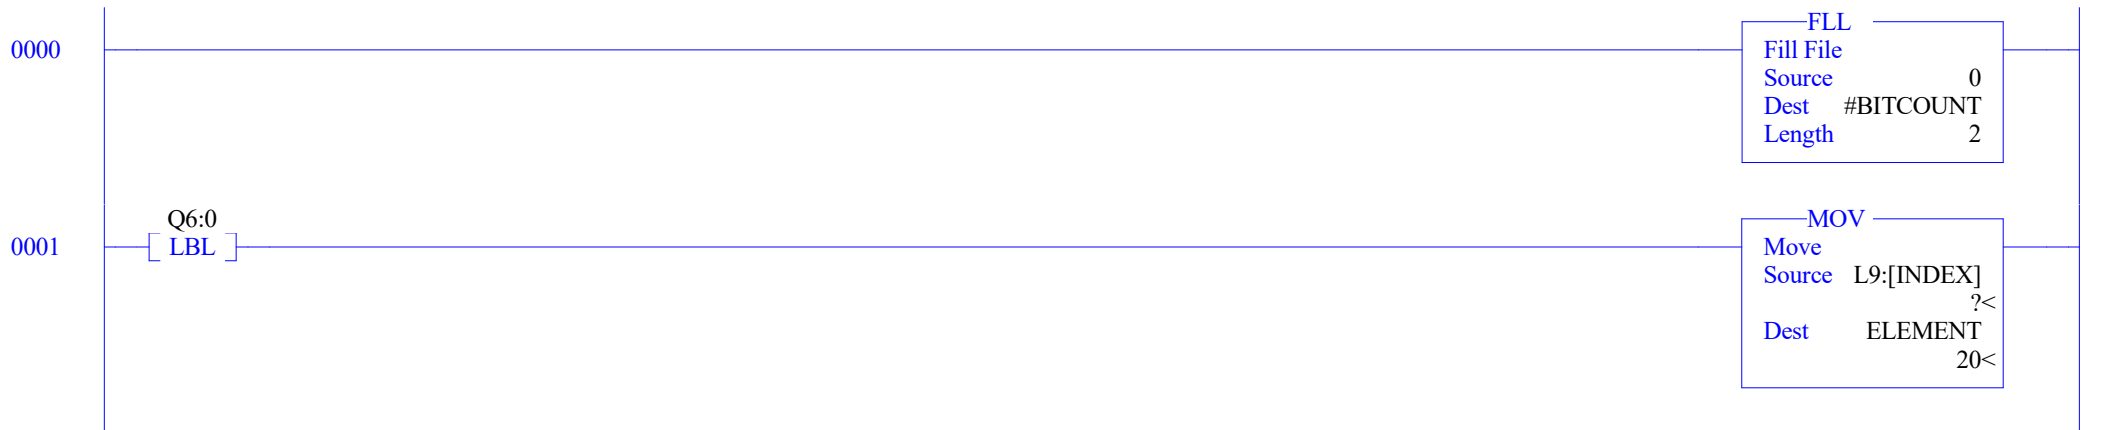 FLL
0000
Fill File
Source 0
Dest #BITCOUNT
Length 2
Q6:0
MOV
0001
LBL
Move
Source L9:[INDEX]
?<
Dest ELEMENT
20<